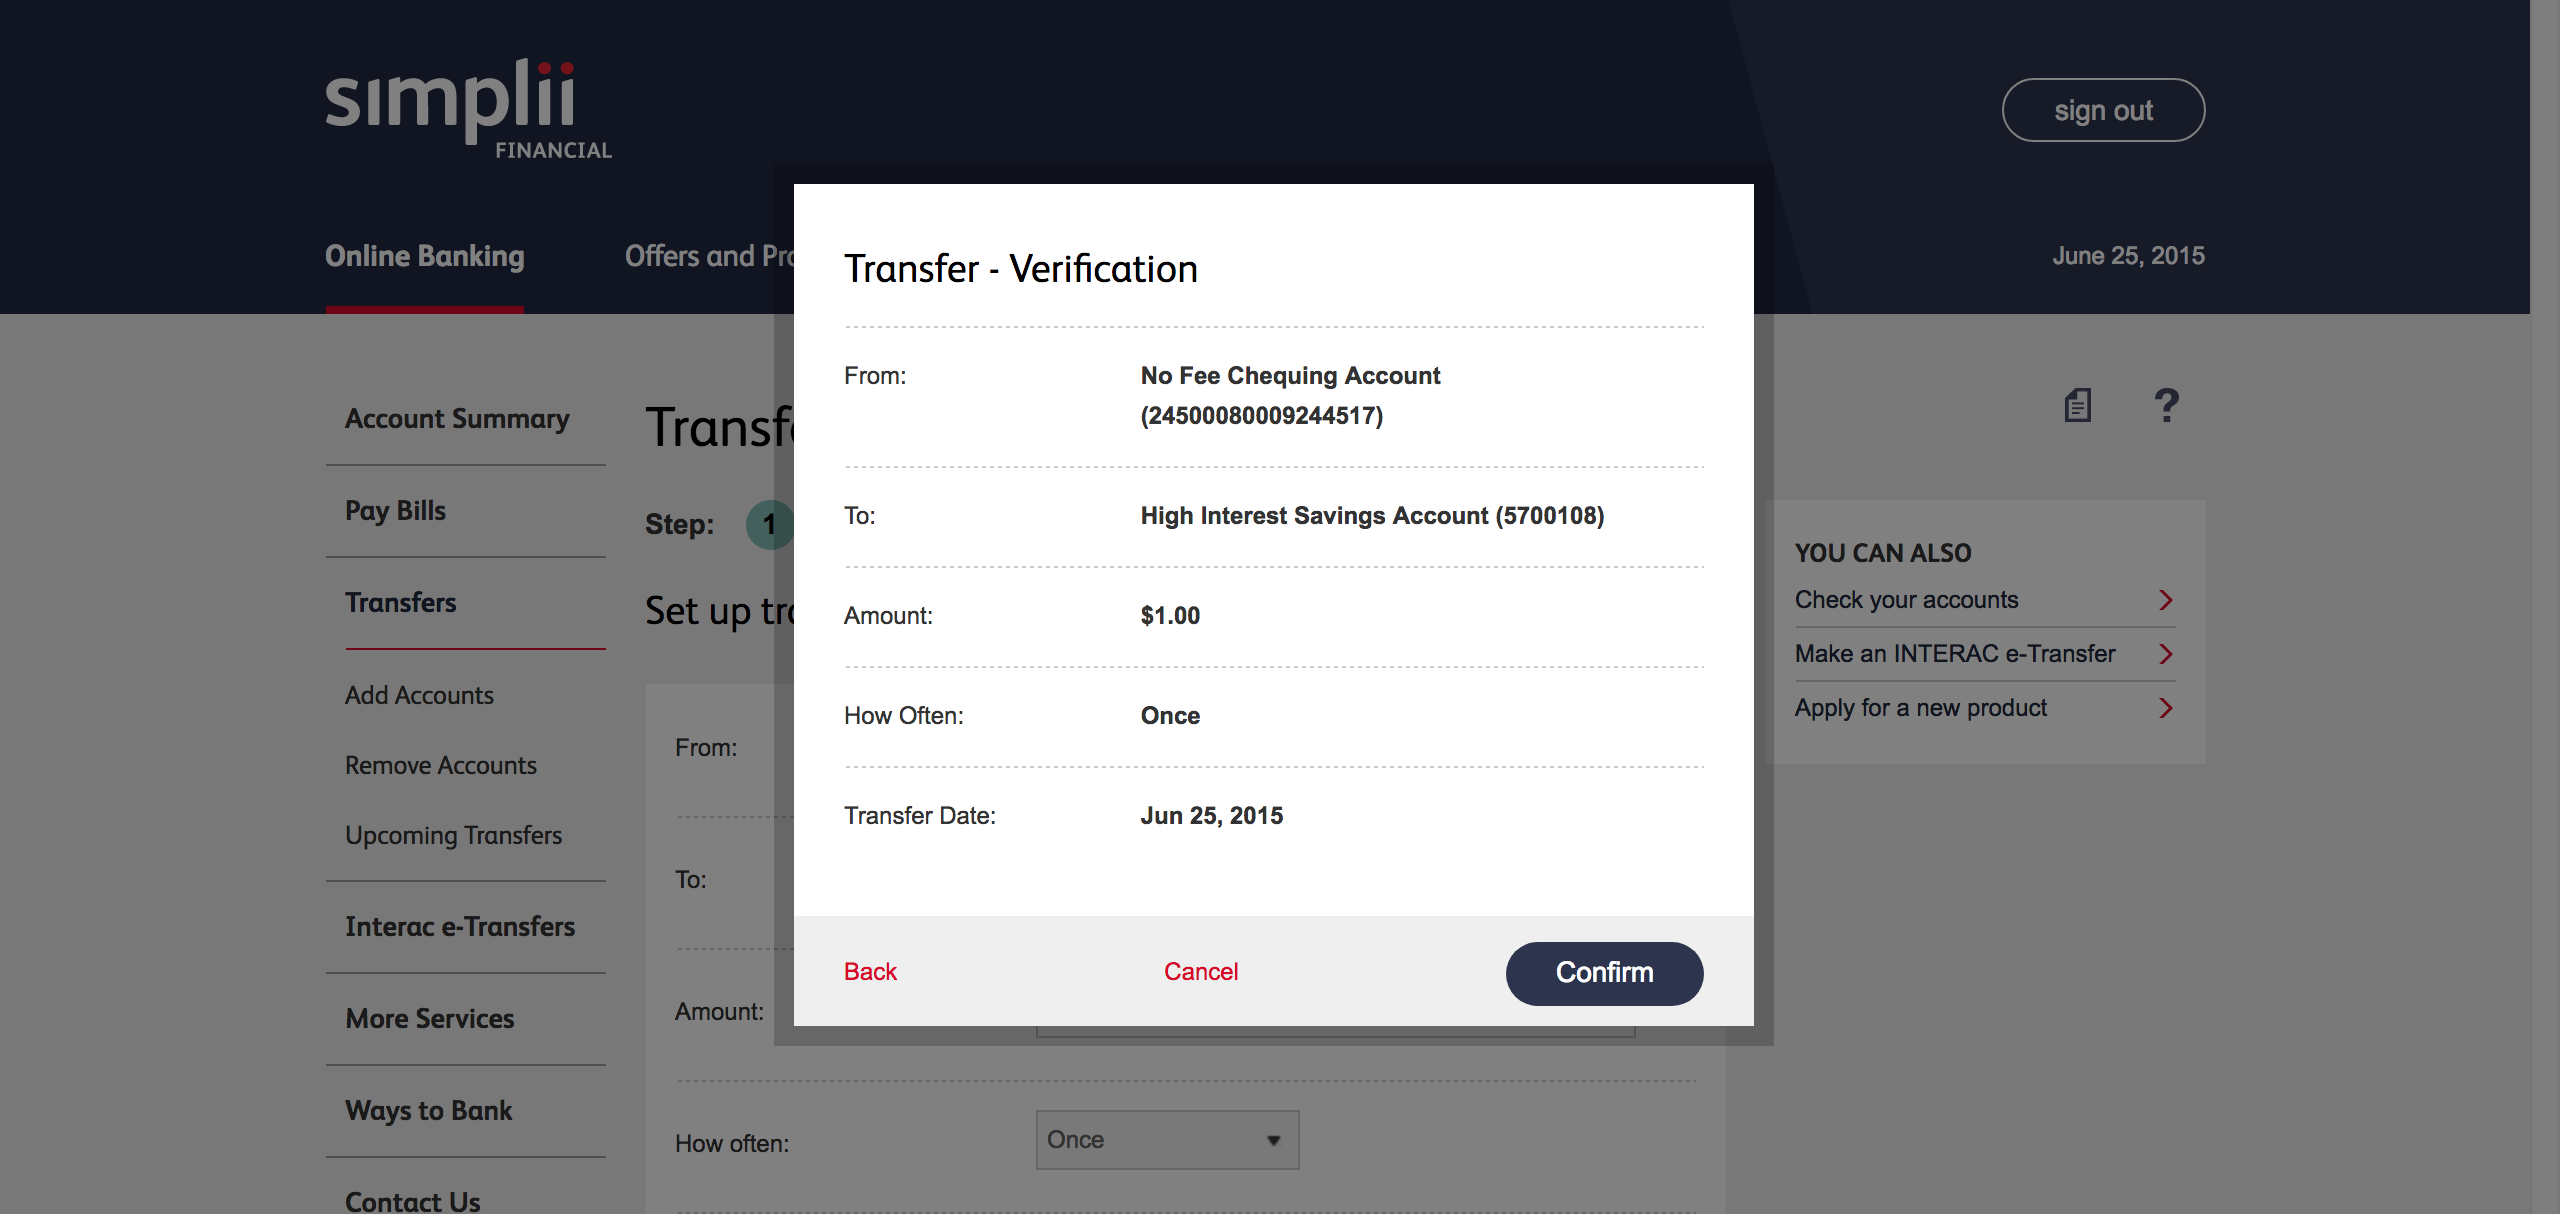 simplii
FINANCIAL
sign out
Online Banking
Offers and Pro
June 25, 2015
Account Summary
Pay Bills
Transfers
Add Accounts
Remove Accounts
Upcoming Transfers
Interac e-Transfers
More Services
Ways to Bank
Contact Us
Transfe
Step: 1
Set up tra
From:
To:
Amount:
How often:
Once
Transfer - Verification
From: No Fee Chequing Account
(24500080009244517)
To: High Interest Savings Account (5700108)
Amount: $1.00
How Often: Once
Transfer Date: Jun 25, 2015
Back Cancel Confirm
?
YOU CAN ALSO
Check your accounts
Make an INTERAC e-Transfer
Apply for a new product